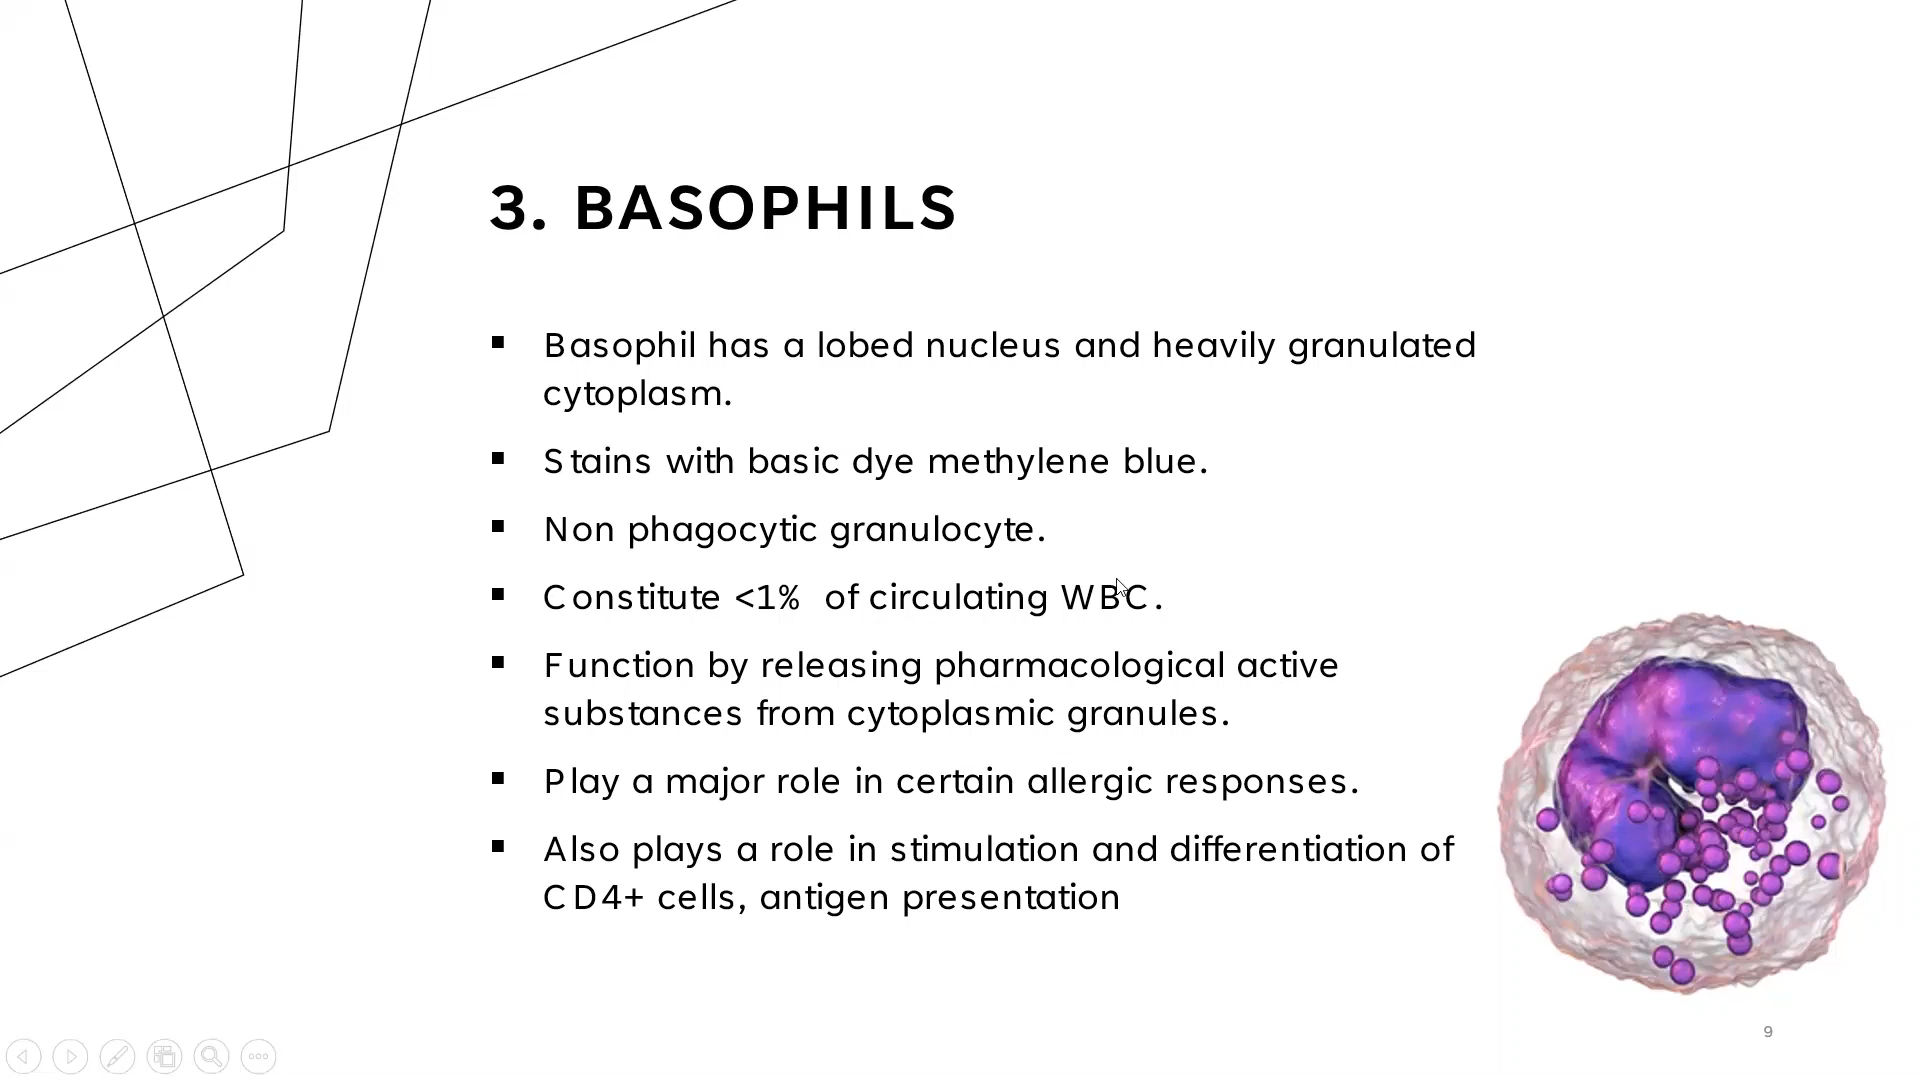 3. BASOPHILS
▪ Basophil has a lobed nucleus and heavily granulated
cytoplasm.
▪ Stains with basic dye methylene blue.
▪ Non phagocytic granulocyte.
▪ Constitute <1% of circulating WBC.
▪ Function by releasing pharmacological active
substances from cytoplasmic granules.
▪ Play a major role in certain allergic responses.
▪ Also plays a role in stimulation and differentiation of
CD4+ cells, antigen presentation
9